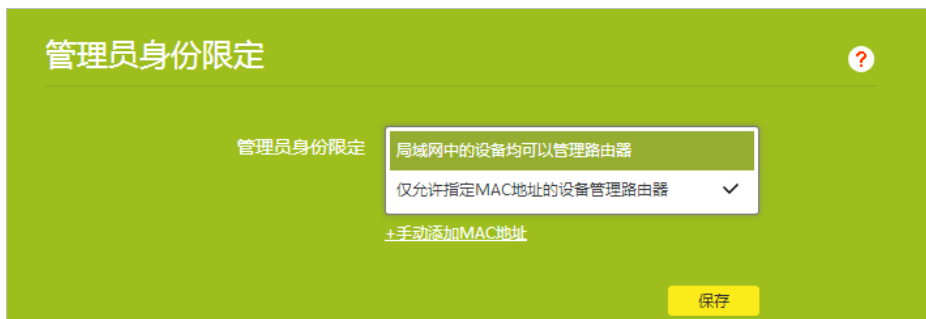 管理员身份限定
?
管理员身份限定
局域网中的设备均可以管理路由器
仅允许指定MAC地址的设备管理路由器
+手动添加MAC地址
保存